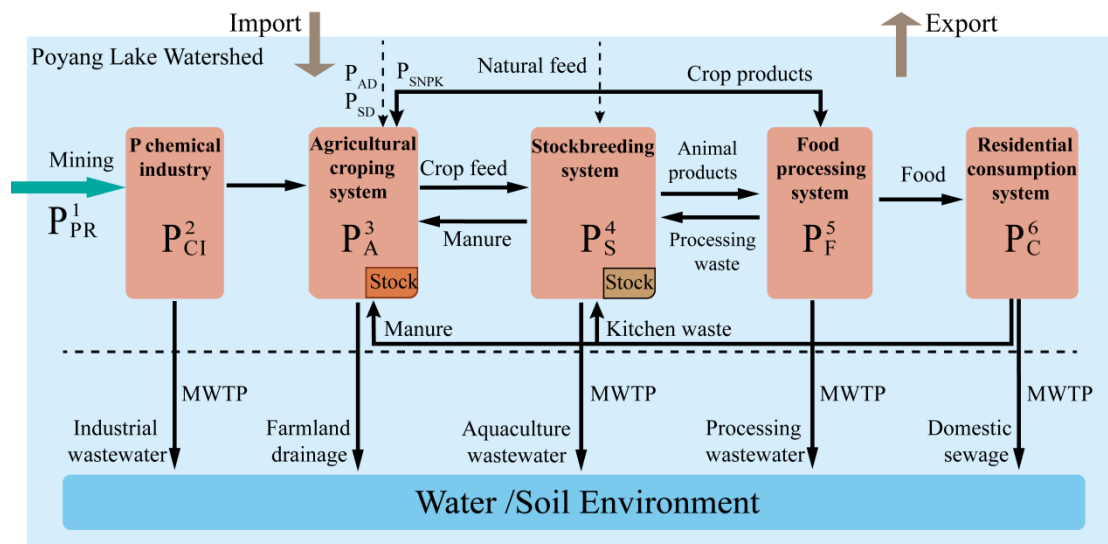 Import
Export
Poyang Lake Watershed
P_AD
P_SNPK
Natural feed
Crop products
P_SD
Mining
P chemical
industry
Agricultural
croping
system
Crop feed
Stockbreeding
system
Animal
products
Food
processing
system
Food
Residential
consumption
system
P^1_PR
P^2_CI
P^3_A
Manure
P^4_S
Processing
waste
P^5_F
P^6_C
Stock
Stock
Manure
Kitchen waste
MWTP
MWTP
MWTP
MWTP
Industrial
wastewater
Farmland
drainage
Aquaculture
wastewater
Processing
wastewater
Domestic
sewage
Water /Soil Environment